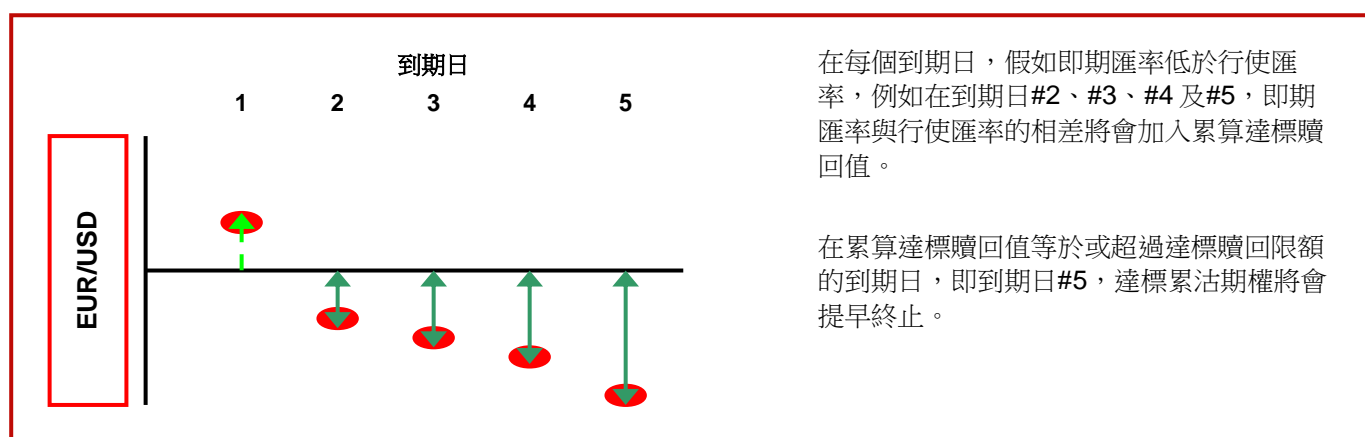 到期日
1 2 3 4 5
EUR/USD
在每個到期日,假如即期匯率低於行使匯
率,例如在到期日#2、#3、#4 及#5,即期
匯率與行使匯率的相差將會加入累算達標贖
回值。
在累算達標贖回值等於或超過達標贖回限額
的到期日,即到期日#5,達標累沽期權將會
提早終止。